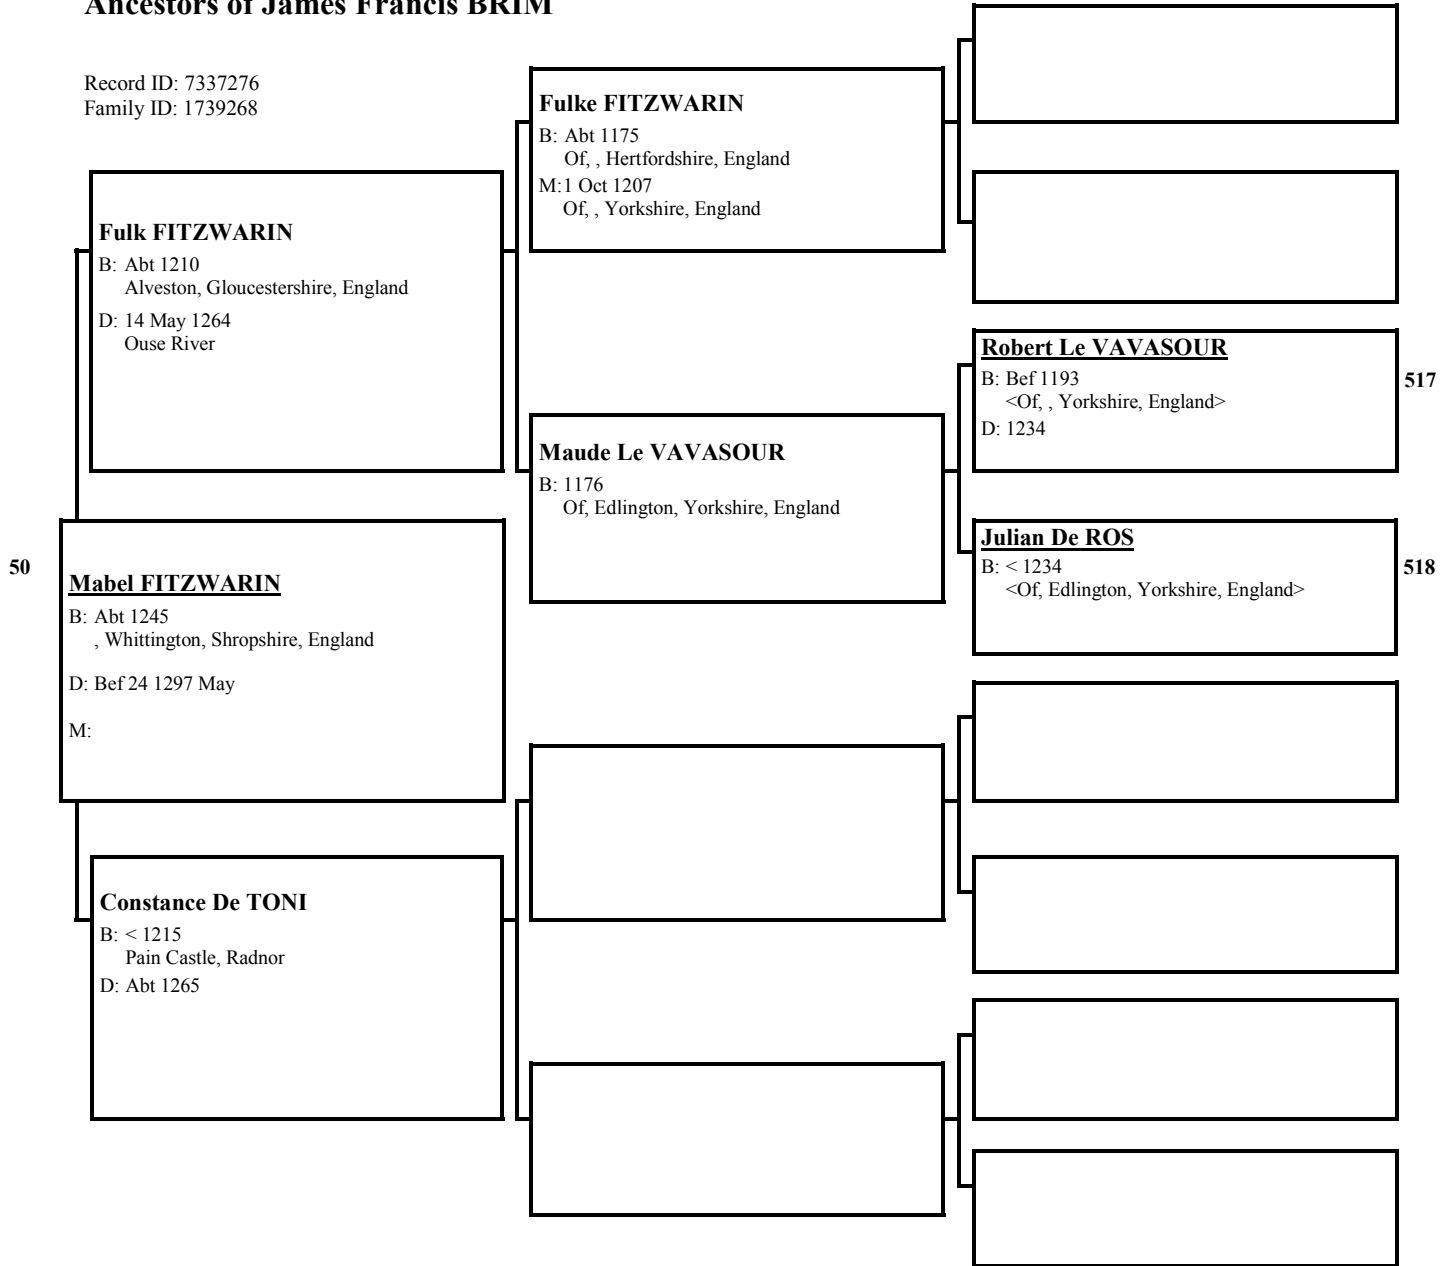 Ancestors of James Francis BRIM
Record ID: 7337276
Family ID: 1739268
Fulke FITZWARIN
B: Abt 1175
Of, , Hertfordshire, England
M:1 Oct 1207
Of, , Yorkshire, England
Fulk FITZWARIN
B: Abt 1210
Alveston, Gloucestershire, England
D: 14 May 1264
Ouse River
Robert Le VAVASOUR
B: Bef 1193
<Of, , Yorkshire, England>
D: 1234
517
Maude Le VAVASOUR
B: 1176
Of, Edlington, Yorkshire, England
Julian De ROS
B: < 1234
<Of, Edlington, Yorkshire, England>
518
50
Mabel FITZWARIN
B: Abt 1245
, Whittington, Shropshire, England
D: Bef 24 1297 May
M:
Constance De TONI
B: < 1215
Pain Castle, Radnor
D: Abt 1265